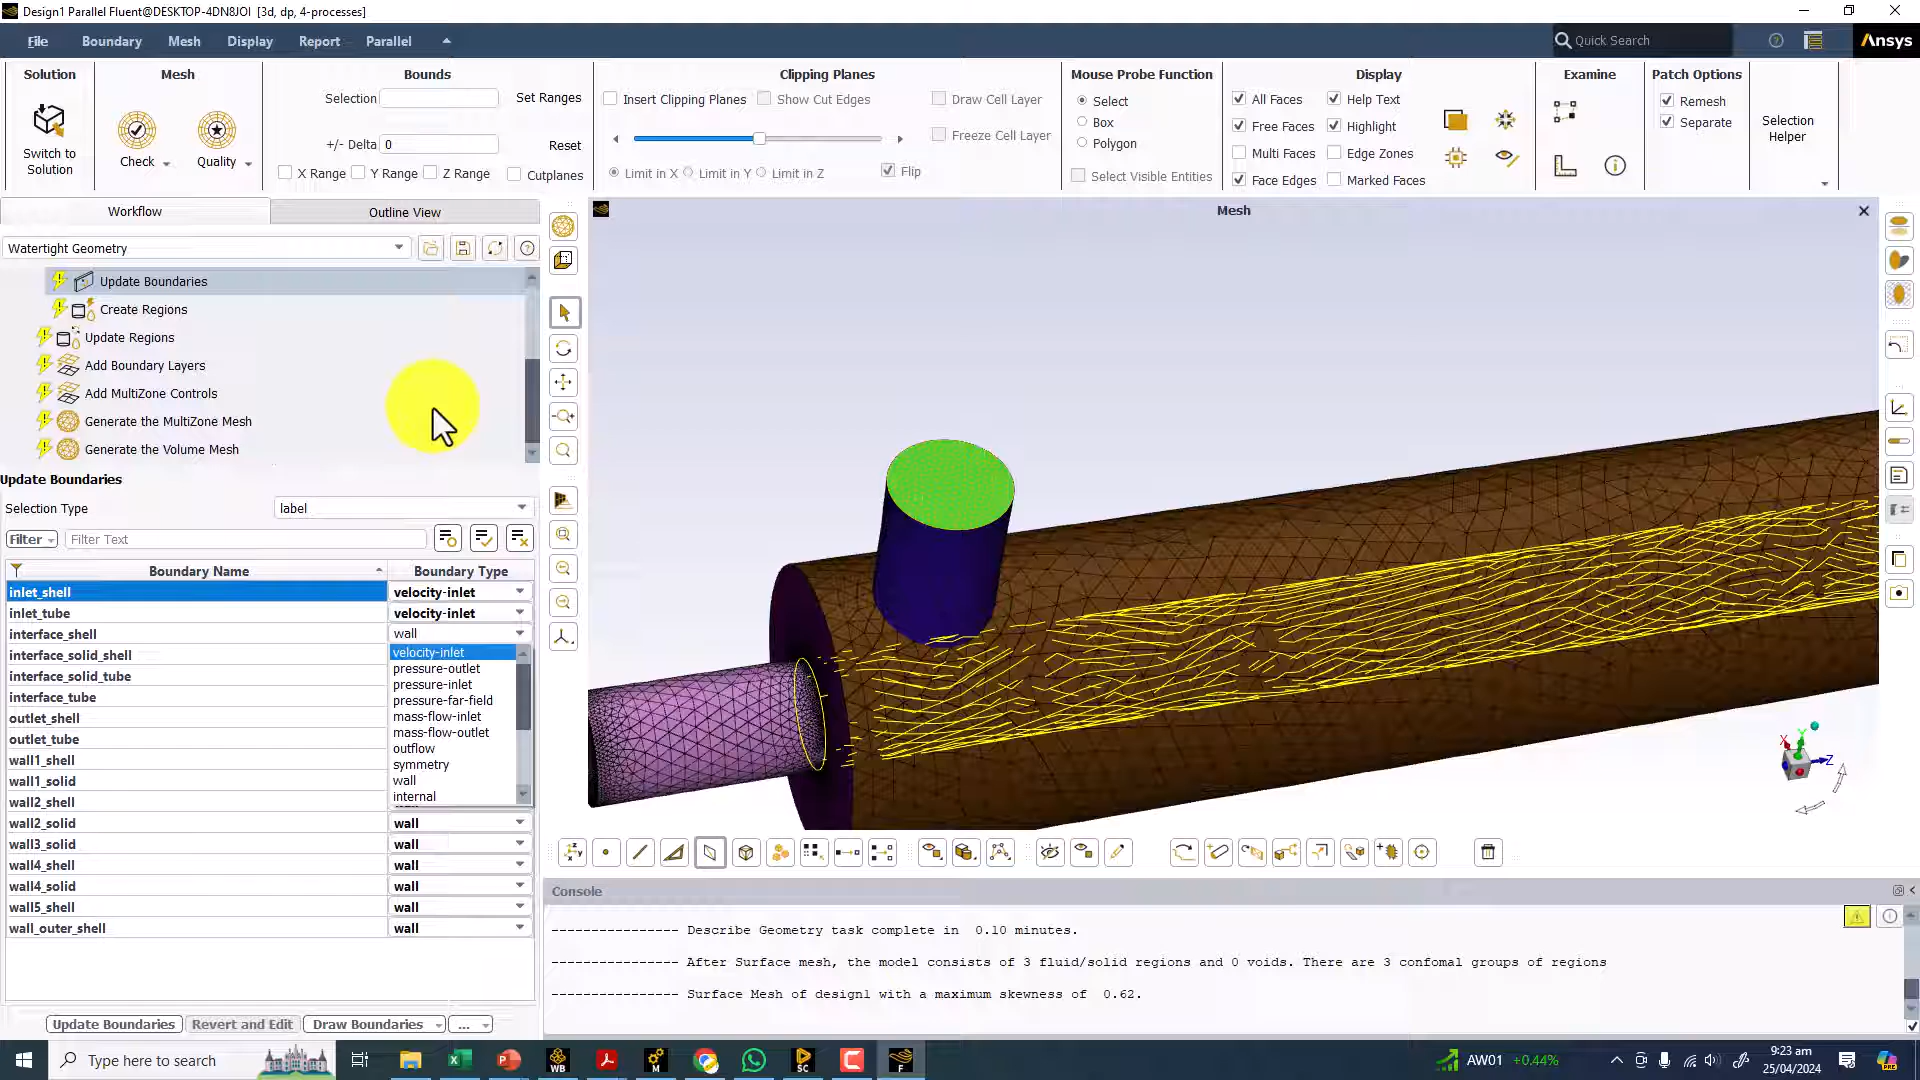 Design1 Parallel Fluent@DESKTOP-4DN8JOI [3d, dp, 4-processes]
File Boundary Mesh Display Report Parallel
Quick Search
Ansys
Solution
Switch to Solution
Mesh
Check
Quality
Bounds
Selection
Set Ranges
+/- Delta 0
Reset
X Range Y Range Z Range Cutplanes
Clipping Planes
Insert Clipping Planes Show Cut Edges Draw Cell Layer
Freeze Cell Layer
Limit in X Limit in Y Limit in Z Flip
Mouse Probe Function
Select
Box
Polygon
Select Visible Entities
Display
All Faces Help Text
Free Faces Highlight
Multi Faces Edge Zones
Face Edges Marked Faces
Examine
Patch Options
Remesh
Separate
Selection Helper
Workflow
Outline View
Watertight Geometry
Update Boundaries
Create Regions
Update Regions
Add Boundary Layers
Add MultiZone Controls
Generate the MultiZone Mesh
Generate the Volume Mesh
Update Boundaries
Selection Type label
Filter Filter Text
Boundary Name Boundary Type
inlet_shell velocity-inlet
inlet_tube velocity-inlet
interface_shell wall
interface_solid_shell
interface_solid_tube
interface_tube
outlet_shell
outlet_tube
wall1_shell
wall1_solid
wall2_shell
wall2_solid wall
wall3_solid wall
wall4_shell wall
wall4_solid wall
wall5_shell wall
wall_outer_shell wall
velocity-inlet
pressure-outlet
pressure-inlet
pressure-far-field
mass-flow-inlet
mass-flow-outlet
outflow
symmetry
wall
internal
Update Boundaries Revert and Edit Draw Boundaries ...
Mesh
X Y Z
Console
---------------- Describe Geometry task complete in 0.10 minutes.
---------------- After Surface mesh, the model consists of 3 fluid/solid regions and 0 voids. There are 3 confomal groups of regions
---------------- Surface Mesh of design1 with a maximum skewness of 0.62.
Type here to search
WB
M
SC
F
AW01 +0.44%
9:23 am
25/04/2024
PRE